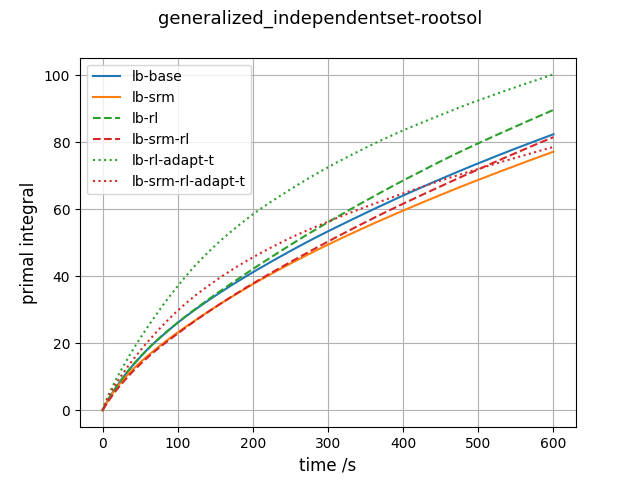 generalized_independentset-rootsol
100
80
60
40
20
0
primal integral
lb-base
lb-srm
lb-rl
lb-srm-rl
lb-rl-adapt-t
lb-srm-rl-adapt-t
0 100 200 300 400 500 600
time /s